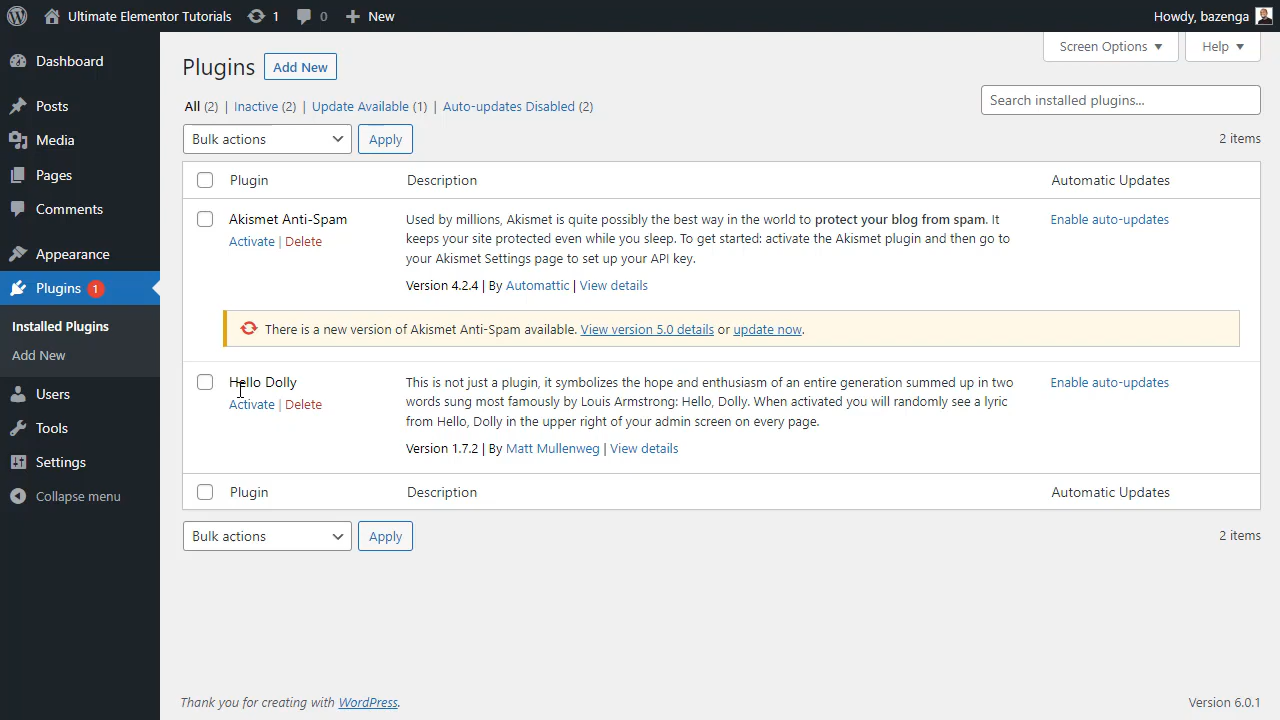 Ultimate Elementor Tutorials 1 0 New Howdy, bazenga
Dashboard
Posts
Media
Pages
Comments
Appearance
Plugins 1
Installed Plugins
Add New
Users
Tools
Settings
Collapse menu
Screen Options Help
Plugins Add New
All (2) | Inactive (2) | Update Available (1) | Auto-updates Disabled (2)
Search installed plugins...
Bulk actions Apply 2 items
Plugin Description Automatic Updates
Akismet Anti-Spam
Activate | Delete
Used by millions, Akismet is quite possibly the best way in the world to protect your blog from spam. It
keeps your site protected even while you sleep. To get started: activate the Akismet plugin and then go to
your Akismet Settings page to set up your API key.
Version 4.2.4 | By Automattic | View details
Enable auto-updates
There is a new version of Akismet Anti-Spam available. View version 5.0 details or update now.
Hello Dolly
Activate | Delete
This is not just a plugin, it symbolizes the hope and enthusiasm of an entire generation summed up in two
words sung most famously by Louis Armstrong: Hello, Dolly. When activated you will randomly see a lyric
from Hello, Dolly in the upper right of your admin screen on every page.
Version 1.7.2 | By Matt Mullenweg | View details
Enable auto-updates
Plugin Description Automatic Updates
Bulk actions Apply 2 items
Thank you for creating with WordPress. Version 6.0.1